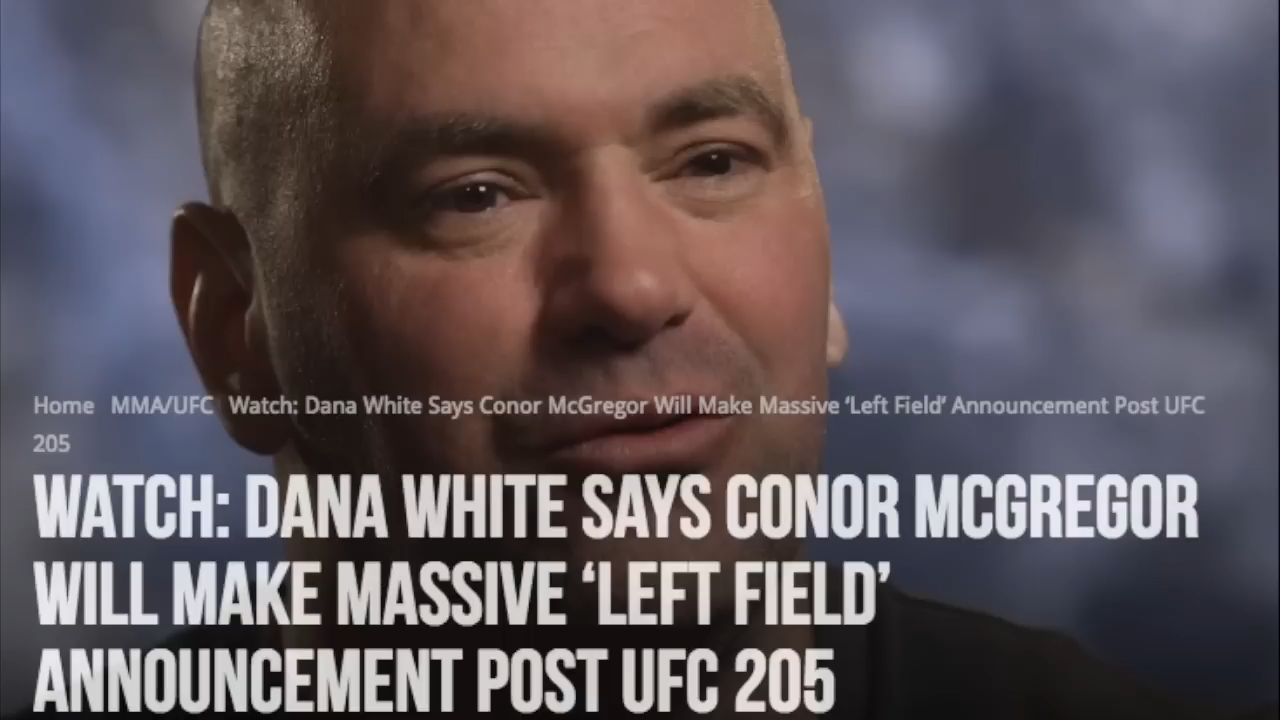 Home MMA/UFC Watch: Dana White Says Conor McGregor Will Make Massive ‘Left Field’ Announcement Post UFC
205
WATCH: DANA WHITE SAYS CONOR MCGREGOR
WILL MAKE MASSIVE ‘LEFT FIELD’
ANNOUNCEMENT POST UFC 205